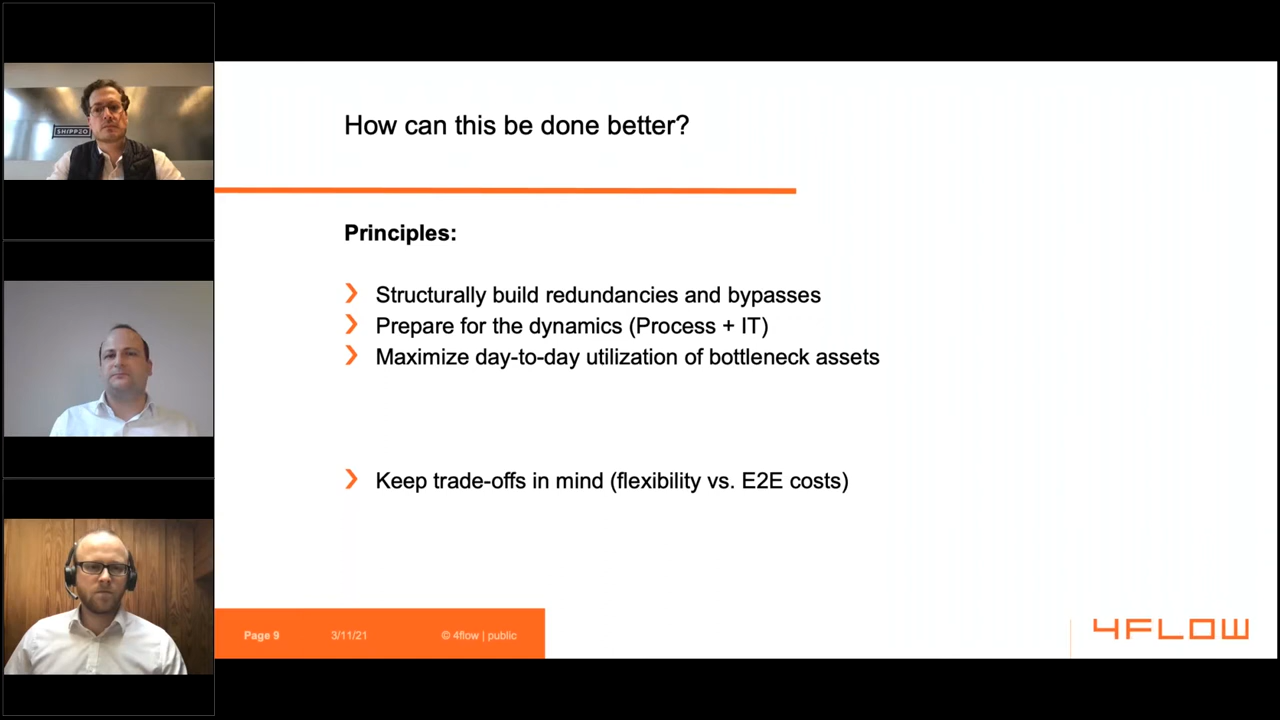 SHIPPEO
How can this be done better?
Principles:
Structurally build redundancies and bypasses
Prepare for the dynamics (Process + IT)
Maximize day-to-day utilization of bottleneck assets
Keep trade-offs in mind (flexibility vs. E2E costs)
Page 9
3/11/21
© 4flow | public
4FLOW